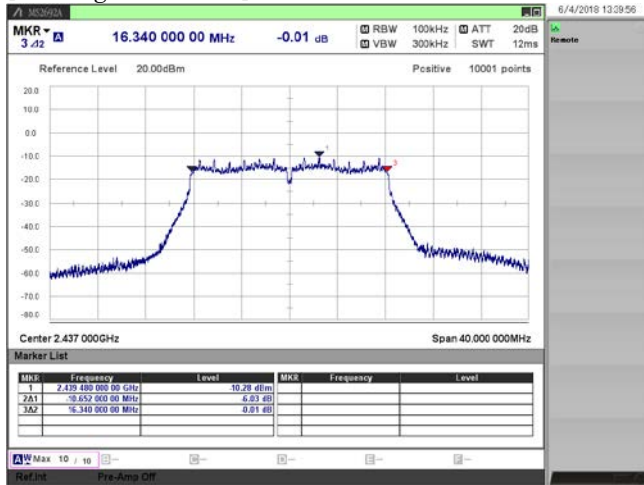 MS2692A
6/4/2018 13:39:56
MKR
3 Δ2
16.340 000 00 MHz
-0.01 dB
M RBW 100kHz M ATT 20dB
M VBW 300kHz SWT 12ms
Remote
Reference Level 20.00dBm Positive 10001 points
20.0
10.0
0.0
-10.0
-20.0
-30.0
-40.0
-50.0
-60.0
-70.0
-80.0
1
3
Center 2.437 000GHz Span 40.000 000MHz
Marker List
MKR Frequency Level MKR Frequency Level
1 2.439 480 000 00 GHz -10.28 dBm
2Δ1 -10.652 000 00 MHz -6.03 dB
3Δ2 16.340 000 00 MHz -0.01 dB
A W Max 10 / 10
Ref.Int Pre-Amp Off